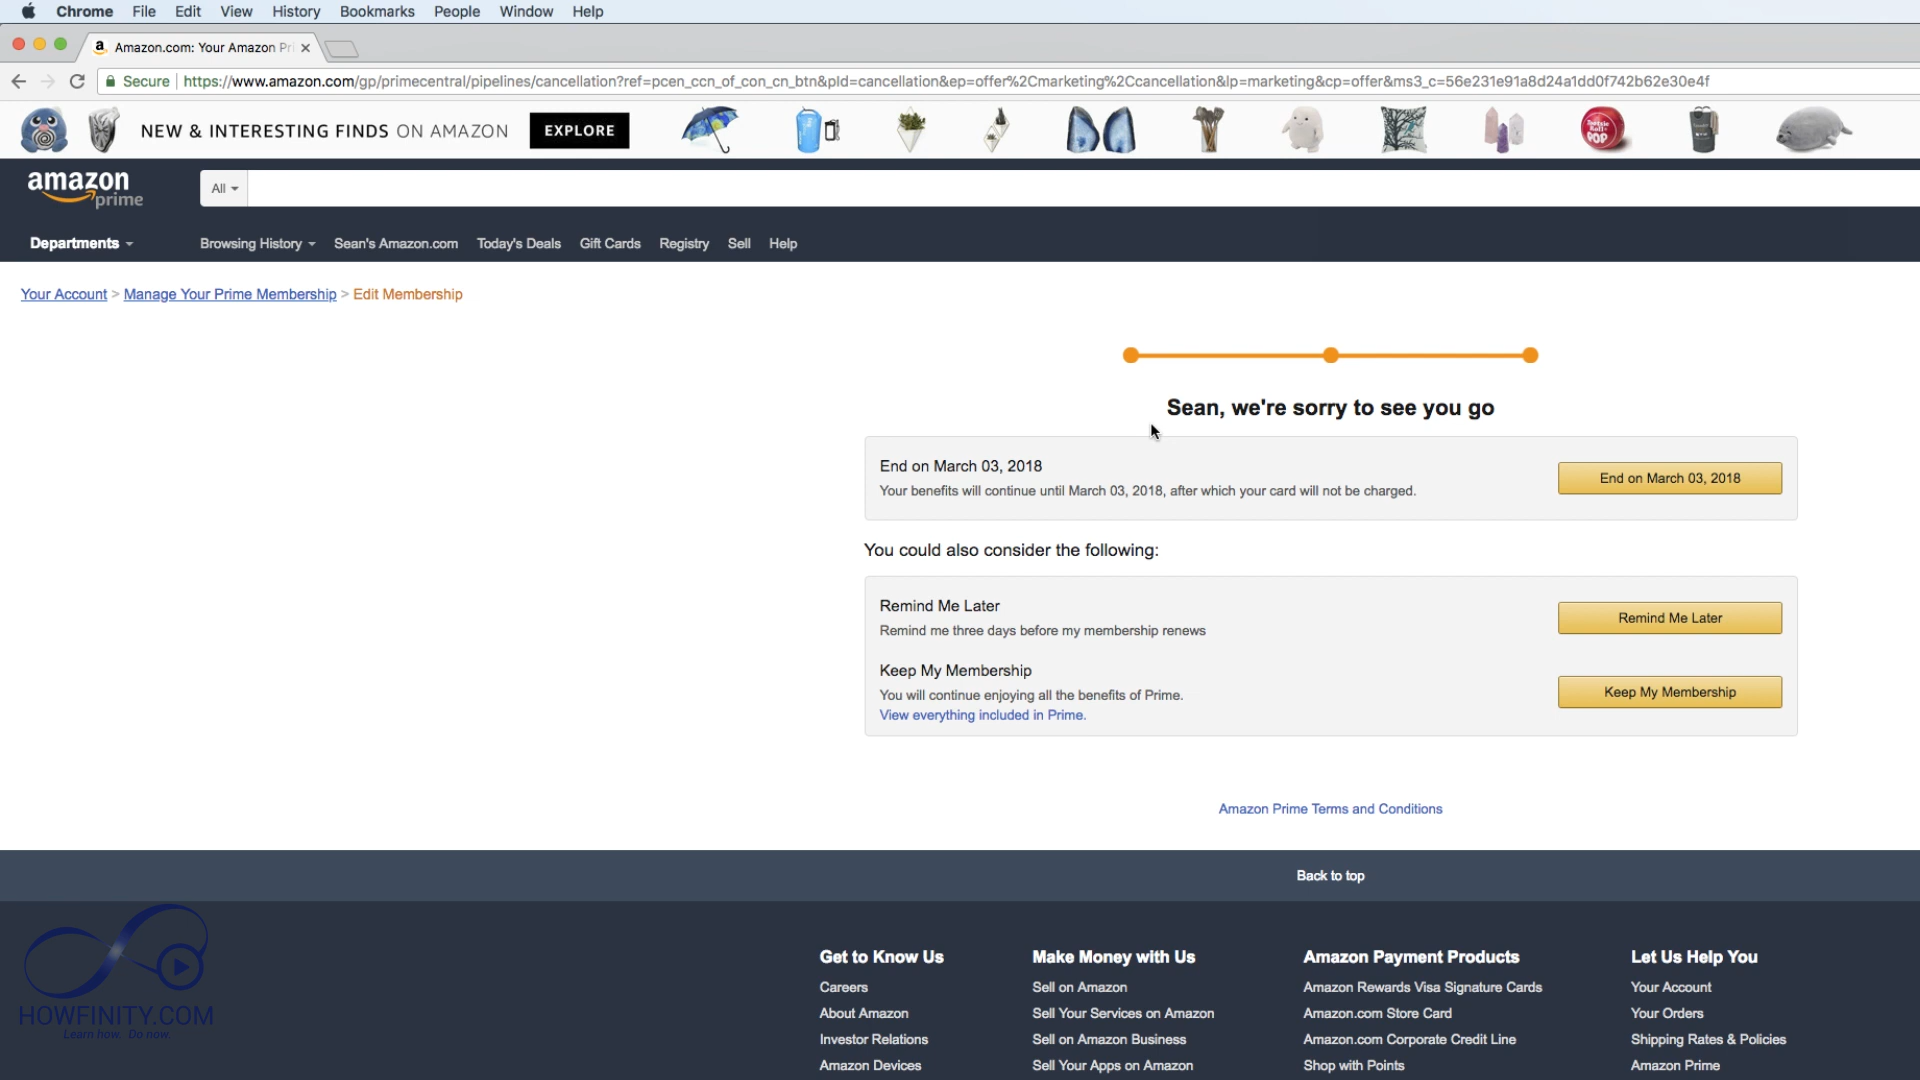 Chrome File Edit View History Bookmarks People Window Help
Amazon.com: Your Amazon Pri
Secure https://www.amazon.com/gp/primecentral/pipelines/cancellation?ref=pcen_ccn_of_con_cn_btn&pId=cancellation&ep=offer%2Cmarketing%2Ccancellation&lp=marketing&cp=offer&ms3_c=56e231e91a8d24a1dd0f742b62e30e4f
NEW & INTERESTING FINDS ON AMAZON EXPLORE
Tootsie Roll POP
amazon prime
All
Departments Browsing History Sean's Amazon.com Today's Deals Gift Cards Registry Sell Help
Your Account > Manage Your Prime Membership > Edit Membership
Sean, we're sorry to see you go
End on March 03, 2018
Your benefits will continue until March 03, 2018, after which your card will not be charged.
End on March 03, 2018
You could also consider the following:
Remind Me Later
Remind me three days before my membership renews
Remind Me Later
Keep My Membership
You will continue enjoying all the benefits of Prime.
View everything included in Prime.
Keep My Membership
Amazon Prime Terms and Conditions
Back to top
Get to Know Us
Careers
About Amazon
Investor Relations
Amazon Devices
Make Money with Us
Sell on Amazon
Sell Your Services on Amazon
Sell on Amazon Business
Sell Your Apps on Amazon
Amazon Payment Products
Amazon Rewards Visa Signature Cards
Amazon.com Store Card
Amazon.com Corporate Credit Line
Shop with Points
Let Us Help You
Your Account
Your Orders
Shipping Rates & Policies
Amazon Prime
HOWFINITY.COM
Learn how. Do now.